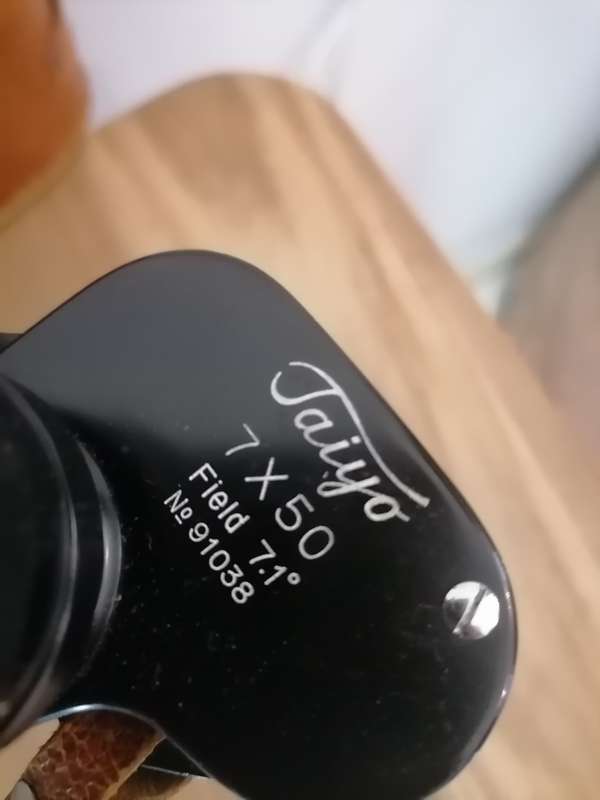 Taiyo
7 X 50
Field 7.1°
№ 91038